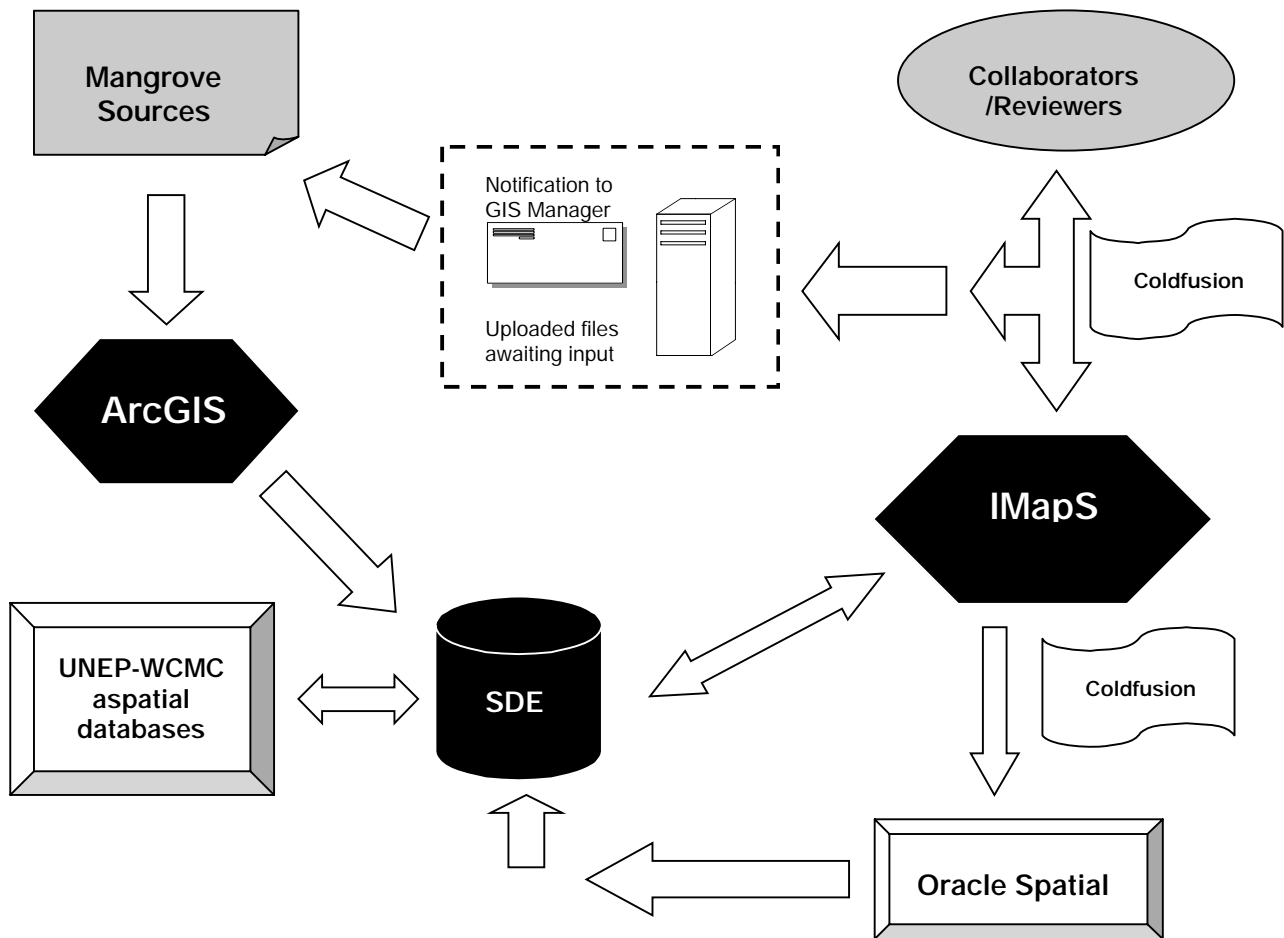 Mangrove
Sources
Collaborators
/Reviewers
Notification to
GIS Manager
Uploaded files
awaiting input
Coldfusion
ArcGIS
IMapS
UNEP-WCMC
aspatial
databases
SDE
Coldfusion
Oracle Spatial